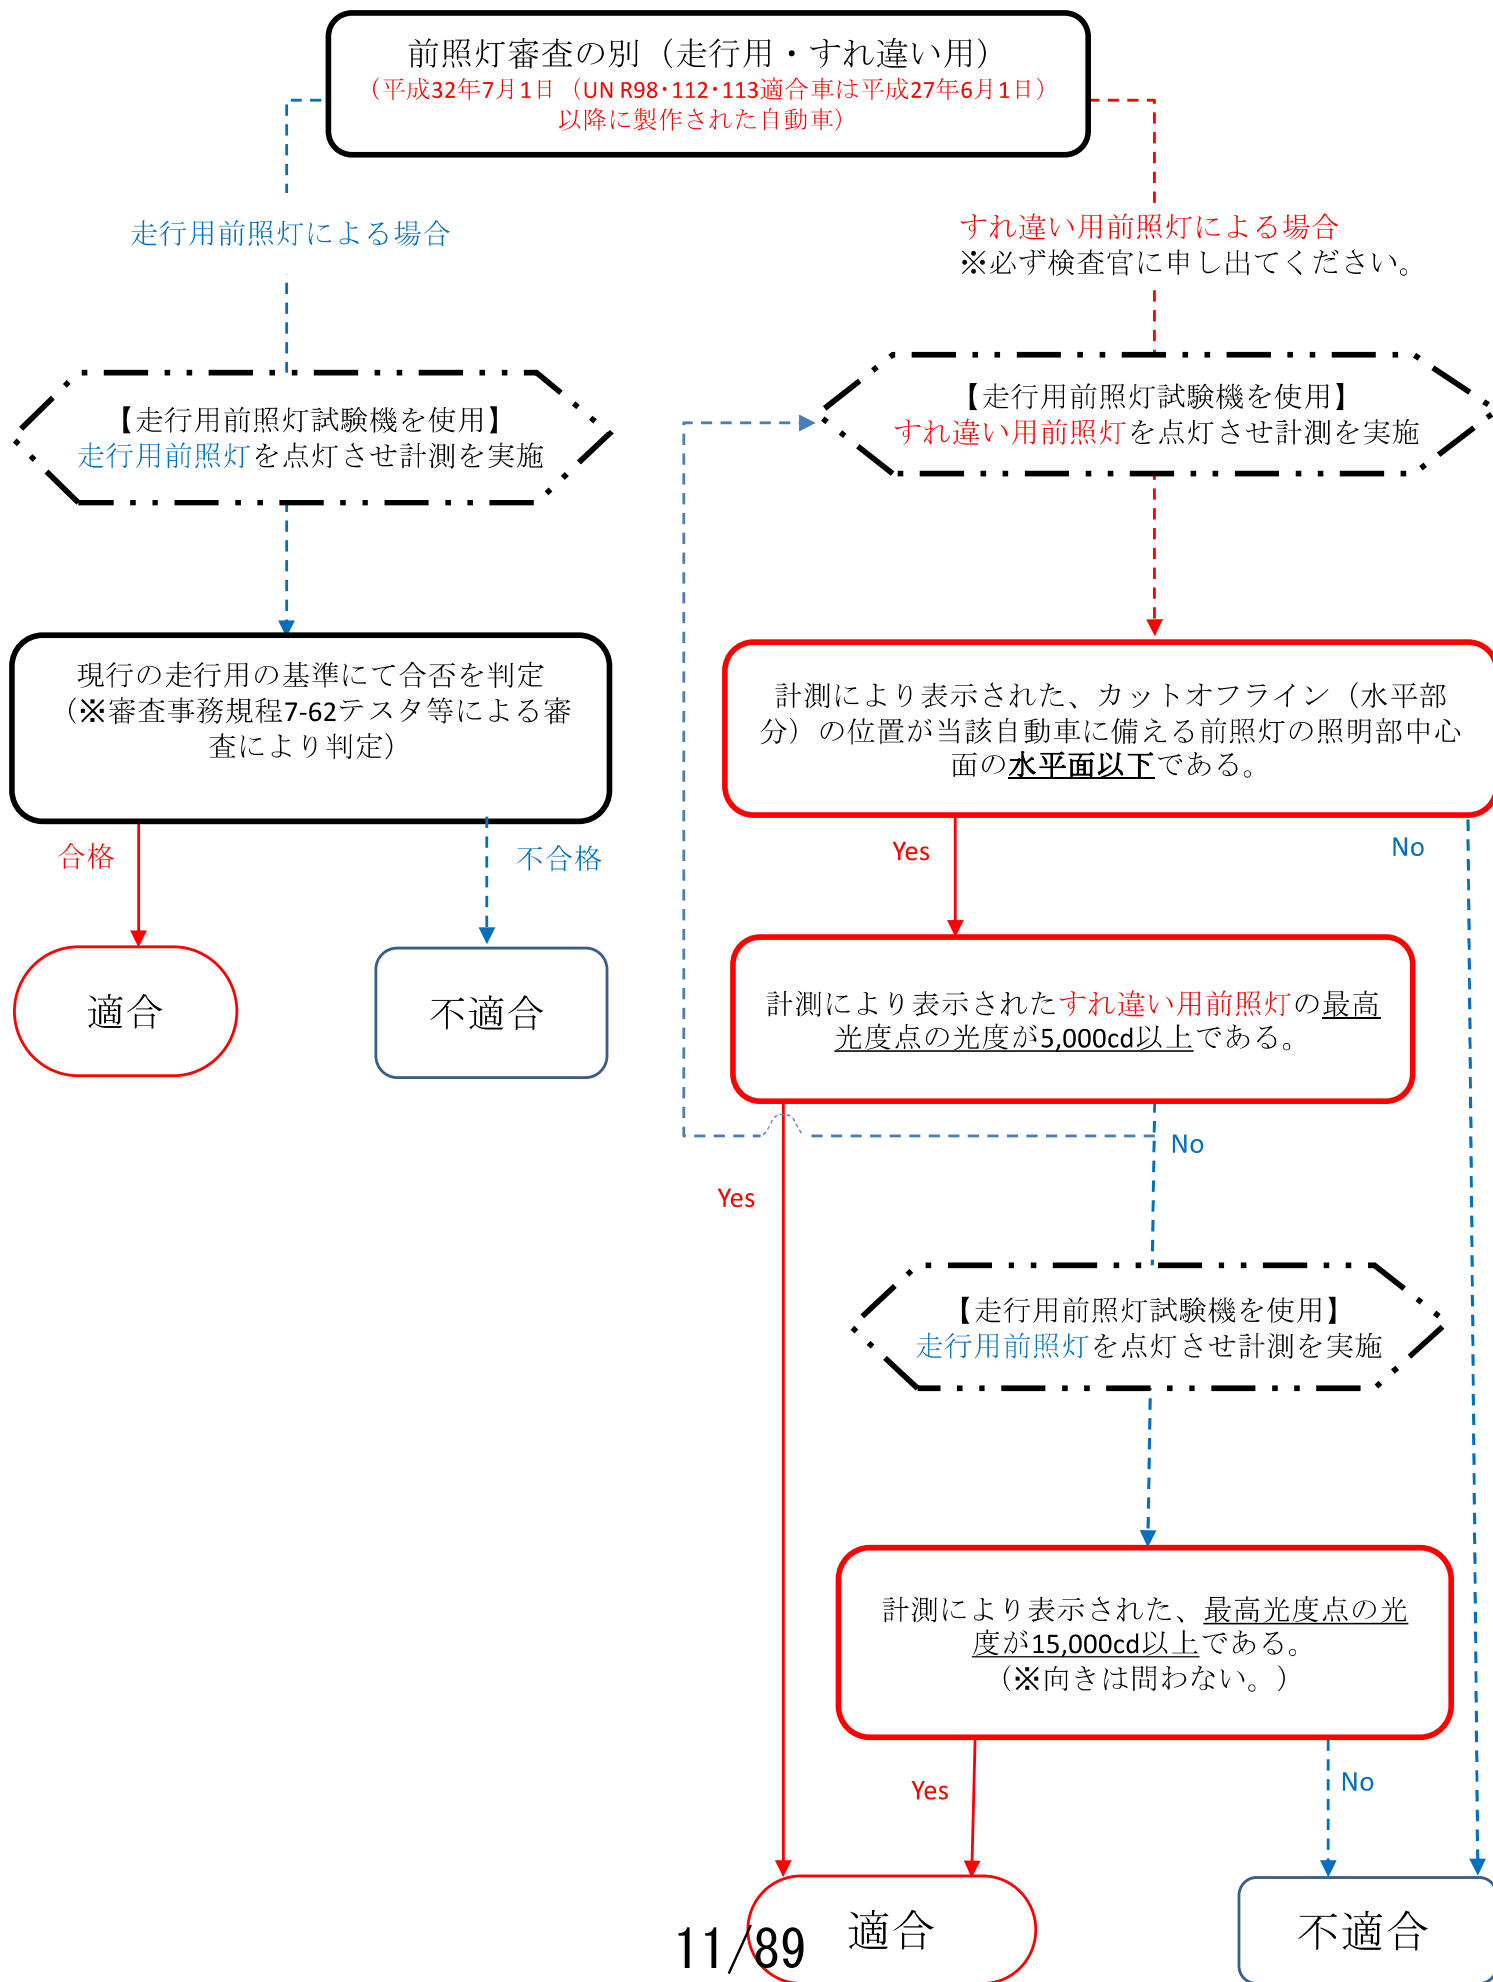 前照灯審査の別（走行用・すれ違い用）
（平成32年7月1日（UN R98・112・113適合車は平成27年6月1日）
以降に製作された自動車）
走行用前照灯による場合
すれ違い用前照灯による場合
※必ず検査官に申し出てください。
【走行用前照灯試験機を使用】
走行用前照灯を点灯させ計測を実施
【走行用前照灯試験機を使用】
すれ違い用前照灯を点灯させ計測を実施
現行の走行用の基準にて合否を判定
（※審査事務規程7-62テスタ等による審
査により判定）
計測により表示された、カットオフライン（水平部
分）の位置が当該自動車に備える前照灯の照明部中心
面の水平面以下である。
合格
不合格
Yes
No
適合
不適合
計測により表示されたすれ違い用前照灯の最高
光度点の光度が5,000cd以上である。
No
Yes
【走行用前照灯試験機を使用】
走行用前照灯を点灯させ計測を実施
計測により表示された、最高光度点の光
度が15,000cd以上である。
（※向きは問わない。）
Yes
No
適合
不適合
11/89